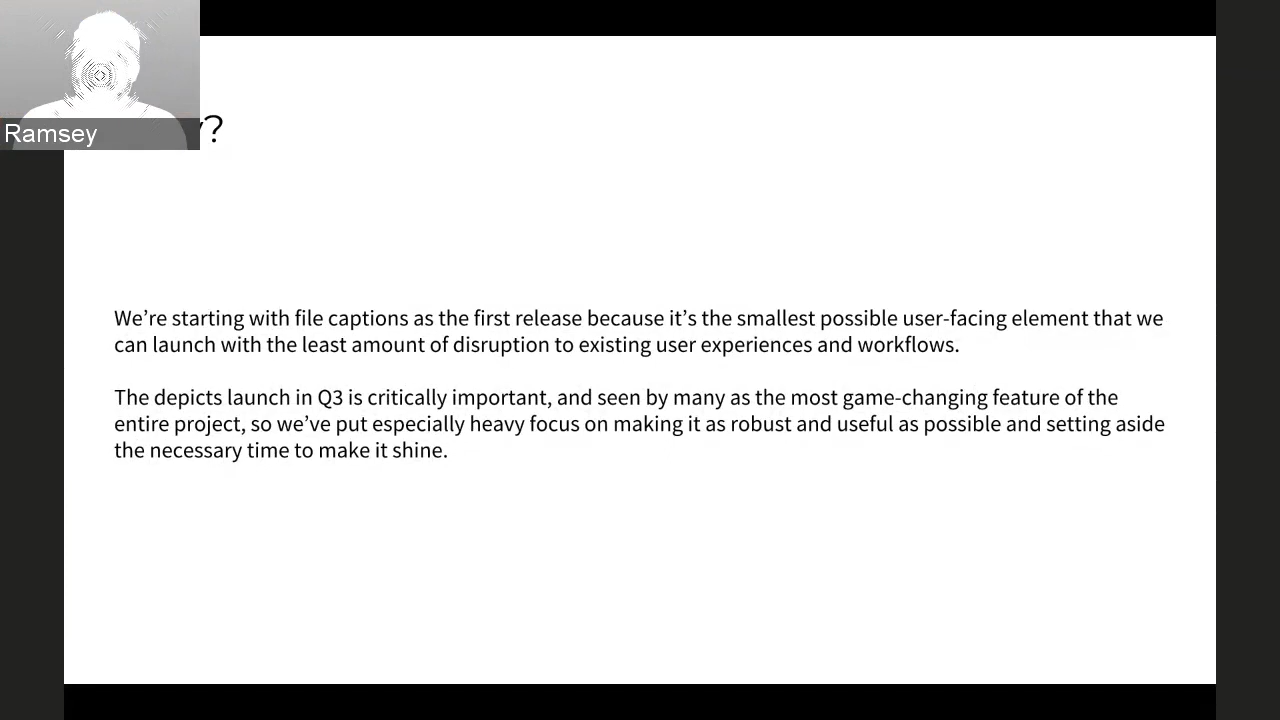 Ramsey
?
We’re starting with file captions as the first release because it’s the smallest possible user-facing element that we
can launch with the least amount of disruption to existing user experiences and workflows.
The depicts launch in Q3 is critically important, and seen by many as the most game-changing feature of the
entire project, so we’ve put especially heavy focus on making it as robust and useful as possible and setting aside
the necessary time to make it shine.